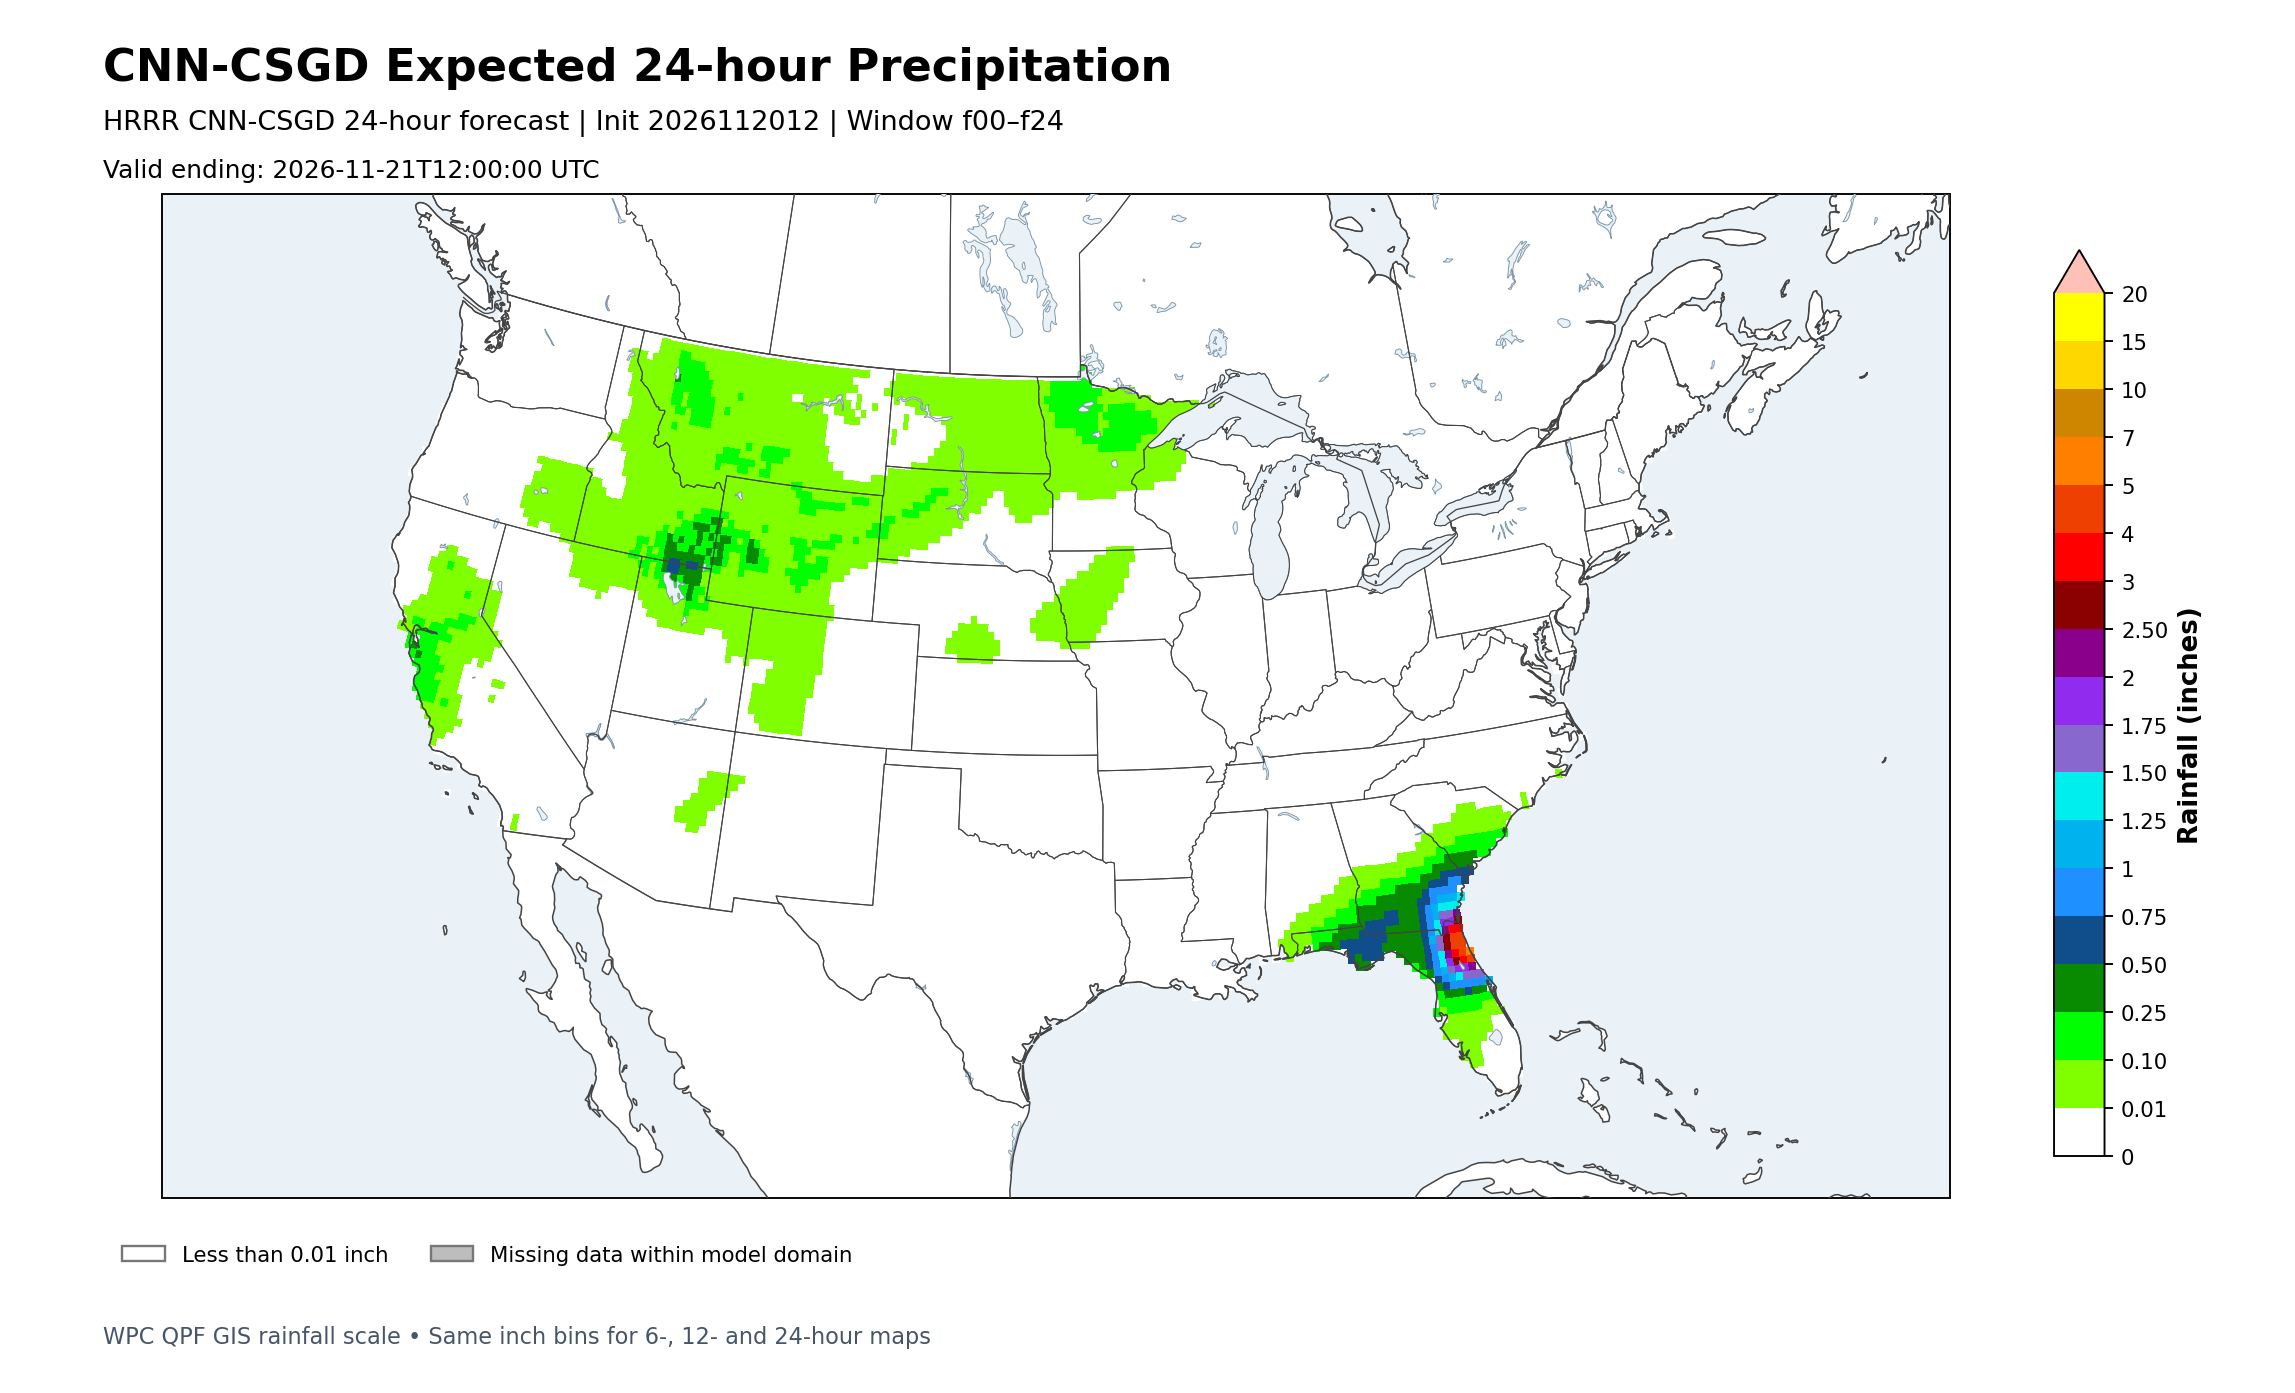 CNN-CSGD Expected 24-hour Precipitation
HRRR CNN-CSGD 24-hour forecast | Init 2026112012 | Window f00–f24
Valid ending: 2026-11-21T12:00:00 UTC
20
15
10
7
5
4
3
2.50
2
1.75
1.50
1.25
1
0.75
0.50
0.25
0.10
0.01
0
Rainfall (inches)
Less than 0.01 inch
Missing data within model domain
WPC QPF GIS rainfall scale • Same inch bins for 6-, 12- and 24-hour maps